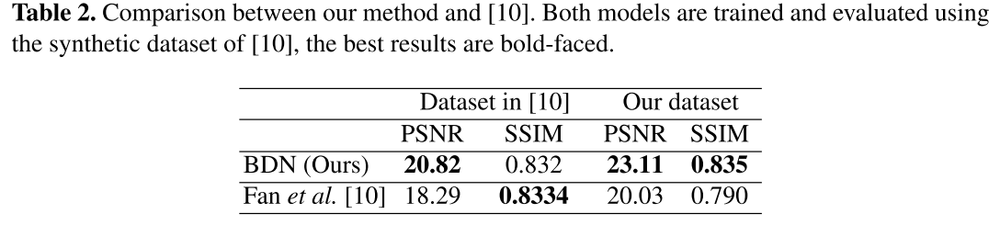 Table 2. Comparison between our method and [10]. Both models are trained and evaluated using
the synthetic dataset of [10], the best results are bold-faced.
Dataset in [10] Our dataset
PSNR SSIM PSNR SSIM
BDN (Ours) 20.82 0.832 23.11 0.835
Fan et al. [10] 18.29 0.8334 20.03 0.790